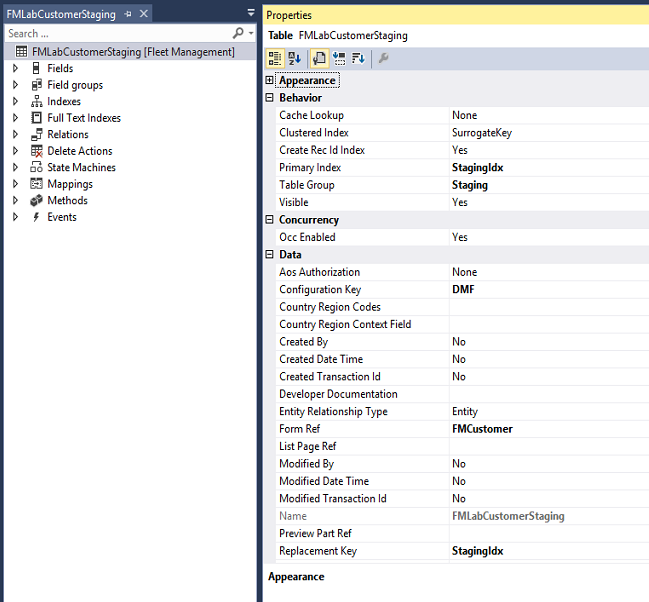 FMLabCustomerStaging
Search ...
FMLabCustomerStaging [Fleet Management]
Fields
Field groups
Indexes
Full Text Indexes
Relations
Delete Actions
State Machines
Mappings
Methods
Events
Properties
Table FMLabCustomerStaging
Appearance
Behavior
Cache Lookup None
Clustered Index SurrogateKey
Create Rec Id Index Yes
Primary Index StagingIdx
Table Group Staging
Visible Yes
Concurrency
Occ Enabled Yes
Data
Aos Authorization None
Configuration Key DMF
Country Region Codes
Country Region Context Field
Created By No
Created Date Time No
Created Transaction Id No
Developer Documentation
Entity Relationship Type Entity
Form Ref FMCustomer
List Page Ref
Modified By No
Modified Date Time No
Modified Transaction Id No
Name FMLabCustomerStaging
Preview Part Ref
Replacement Key StagingIdx
Appearance